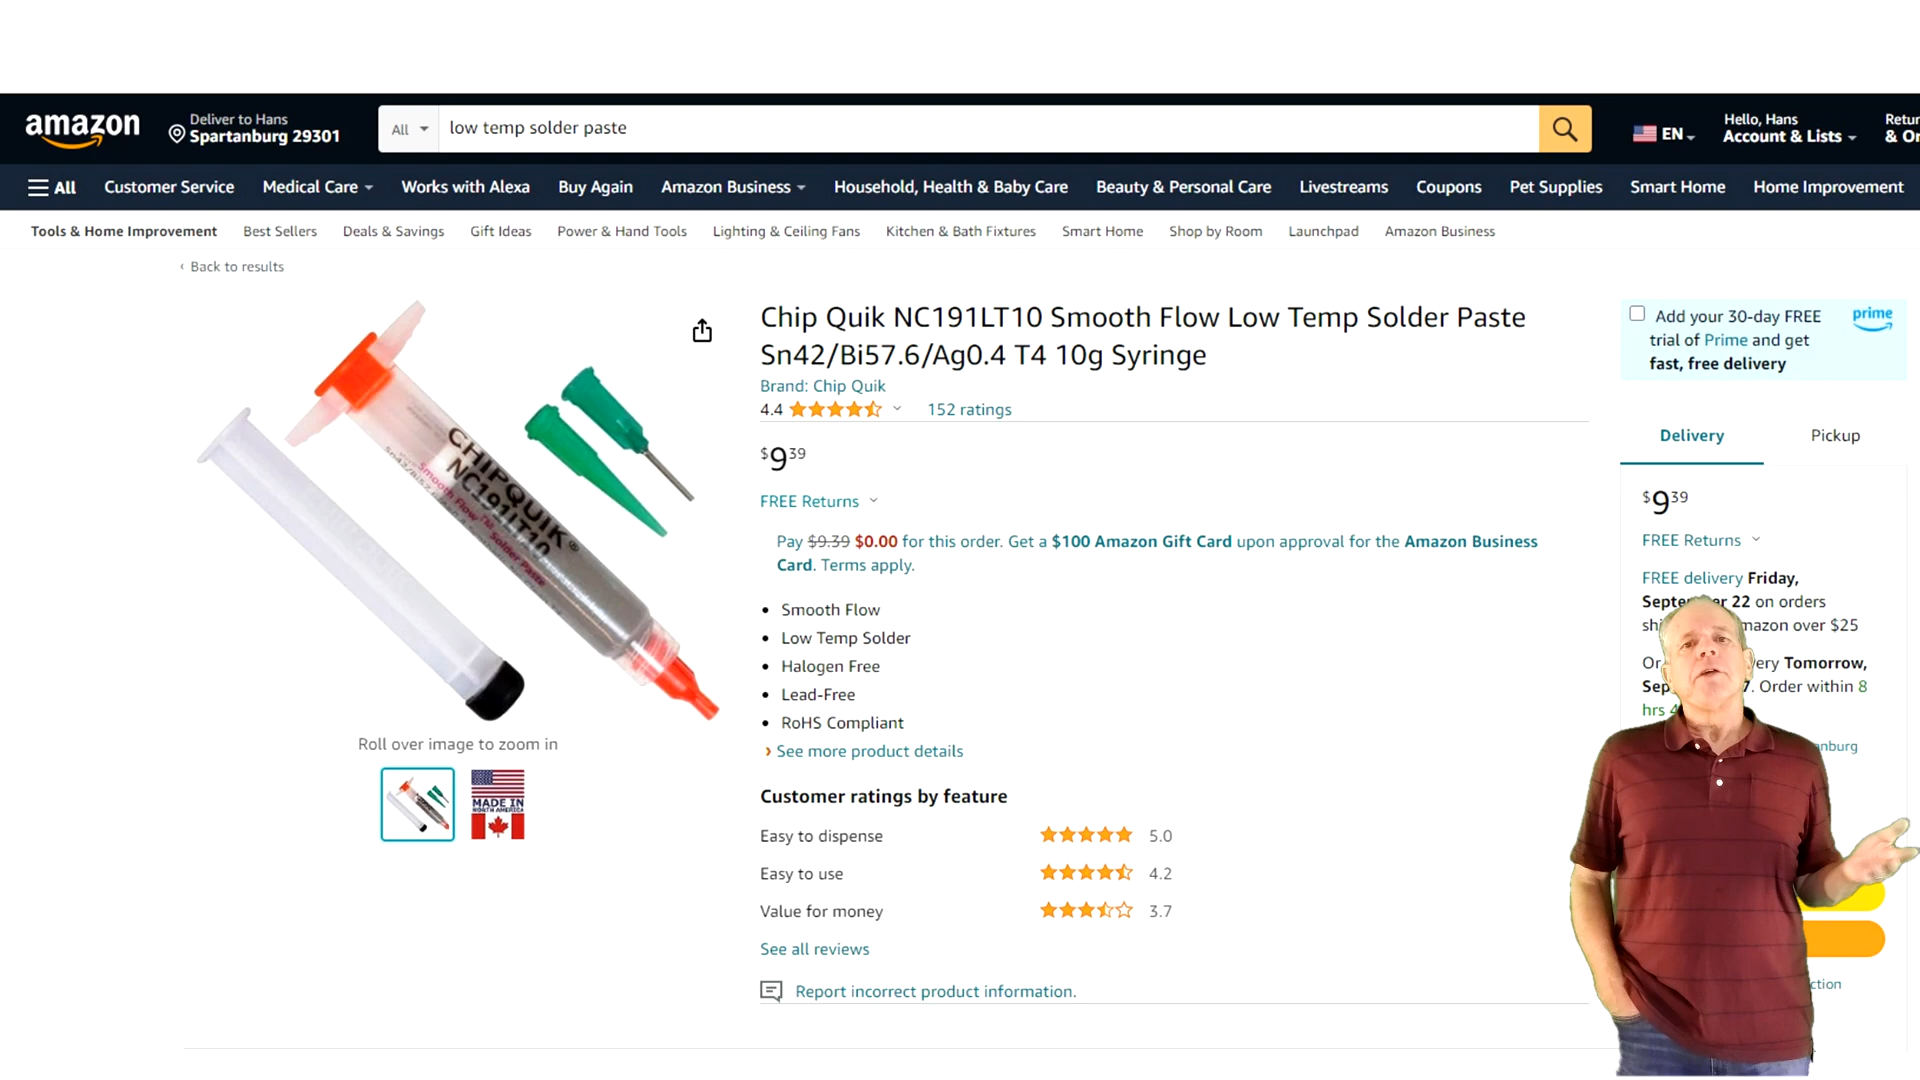 amazon
Deliver to Hans
Spartanburg 29301
All
low temp solder paste
EN
Hello, Hans
Account & Lists
All
Customer Service
Medical Care
Works with Alexa
Buy Again
Amazon Business
Household, Health & Baby Care
Beauty & Personal Care
Livestreams
Coupons
Pet Supplies
Smart Home
Home Improvement
Tools & Home Improvement
Best Sellers
Deals & Savings
Gift Ideas
Power & Hand Tools
Lighting & Ceiling Fans
Kitchen & Bath Fixtures
Smart Home
Shop by Room
Launchpad
Amazon Business
‹ Back to results
CHIPQUIK®
NC191LT10
Smooth Flow™ Solder Paste
Roll over image to zoom in
MADE IN
NORTH AMERICA
Chip Quik NC191LT10 Smooth Flow Low Temp Solder Paste
Sn42/Bi57.6/Ag0.4 T4 10g Syringe
Brand: Chip Quik
4.4
152 ratings
$9 39
FREE Returns
Pay $9.39 $0.00 for this order. Get a $100 Amazon Gift Card upon approval for the Amazon Business
Card. Terms apply.
• Smooth Flow
• Low Temp Solder
• Halogen Free
• Lead-Free
• RoHS Compliant
› See more product details
Customer ratings by feature
Easy to dispense 5.0
Easy to use 4.2
Value for money 3.7
See all reviews
Report incorrect product information.
Add your 30-day FREE
trial of Prime and get
fast, free delivery
prime
Delivery
Pickup
$9 39
FREE Returns
FREE delivery Friday,
22 on orders
over $25
Tomorrow,
Order within 8
hrs